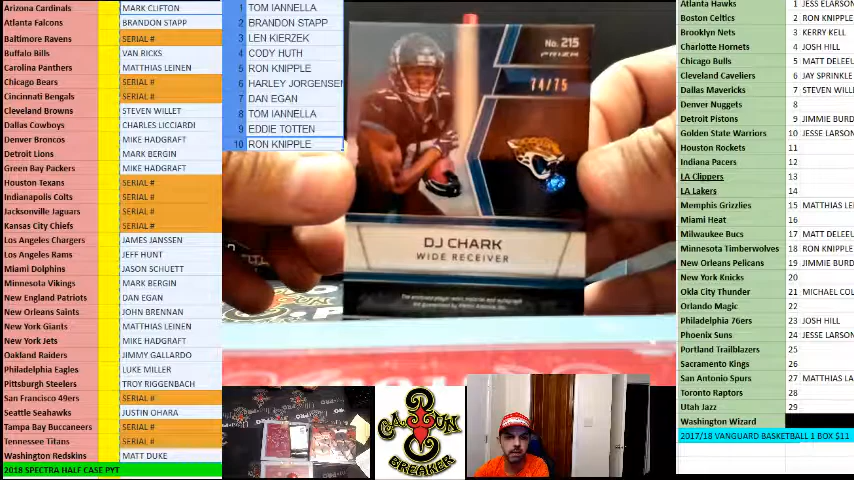 Arizona Cardinals MARK CLIFTON
Atlanta Falcons BRANDON STAPP
Baltimore Ravens SERIAL #
Buffalo Bills VAN RICKS
Carolina Panthers MATTHIAS LEINEN
Chicago Bears SERIAL #
Cincinnati Bengals SERIAL #
Cleveland Browns STEVEN WILLET
Dallas Cowboys CHARLES LICCIARDI
Denver Broncos MIKE HADGRAFT
Detroit Lions MARK BERGIN
Green Bay Packers MIKE HADGRAFT
Houston Texans SERIAL #
Indianapolis Colts SERIAL #
Jacksonville Jaguars SERIAL #
Kansas City Chiefs SERIAL #
Los Angeles Chargers JAMES JANSSEN
Los Angeles Rams JEFF HUNT
Miami Dolphins JASON SCHUETT
Minnesota Vikings MARK BERGIN
New England Patriots DAN EGAN
New Orleans Saints JOHN BRENNAN
New York Giants MATTHIAS LEINEN
New York Jets MIKE HADGRAFT
Oakland Raiders JIMMY GALLARDO
Philadelphia Eagles LUKE MILLER
Pittsburgh Steelers TROY RIGGENBACH
San Francisco 49ers SERIAL #
Seattle Seahawks JUSTIN OHARA
Tampa Bay Buccaneers SERIAL #
Tennessee Titans SERIAL #
Washington Redskins MATT DUKE
2018 SPECTRA HALF CASE PYT
1 TOM IANNELLA
2 BRANDON STAPP
3 LEN KIERZEK
4 CODY HUTH
5 RON KNIPPLE
6 HARLEY JORGENSEN
7 DAN EGAN
8 TOM IANNELLA
9 EDDIE TOTTEN
10 RON KNIPPLE
No. 215
PRIZM
74/75
DJ CHARK
WIDE RECEIVER
CA GUN
BREAKER
Atlanta Hawks 1 JESS ELARSON
Boston Celtics 2 RON KNIPPLE
Brooklyn Nets 3 KERRY KELL
Charlotte Hornets 4 JOSH HILL
Chicago Bulls 5 MATT DELEEU
Cleveland Cavaliers 6 JAY SPRINKLE
Dallas Mavericks 7 STEVEN WILLET
Denver Nuggets 8
Detroit Pistons 9 JIMMIE BURD
Golden State Warriors 10 JESSE LARSON
Houston Rockets 11
Indiana Pacers 12
LA Clippers 13
LA Lakers 14
Memphis Grizzlies 15 MATTHIAS LEI
Miami Heat 16
Milwaukee Bucs 17 MATT DELEEU
Minnesota Timberwolves 18 RON KNIPPLE
New Orleans Pelicans 19 JIMMIE BURD
New York Knicks 20
Okla City Thunder 21 MICHAEL COL
Orlando Magic 22
Philadelphia 76ers 23 JOSH HILL
Phoenix Suns 24 JESSE LARSON
Portland Trailblazers 25
Sacramento Kings 26
San Antonio Spurs 27 MATTHIAS LA
Toronto Raptors 28
Utah Jazz 29
Washington Wizard
2017/18 VANGUARD BASKETBALL 1 BOX $11